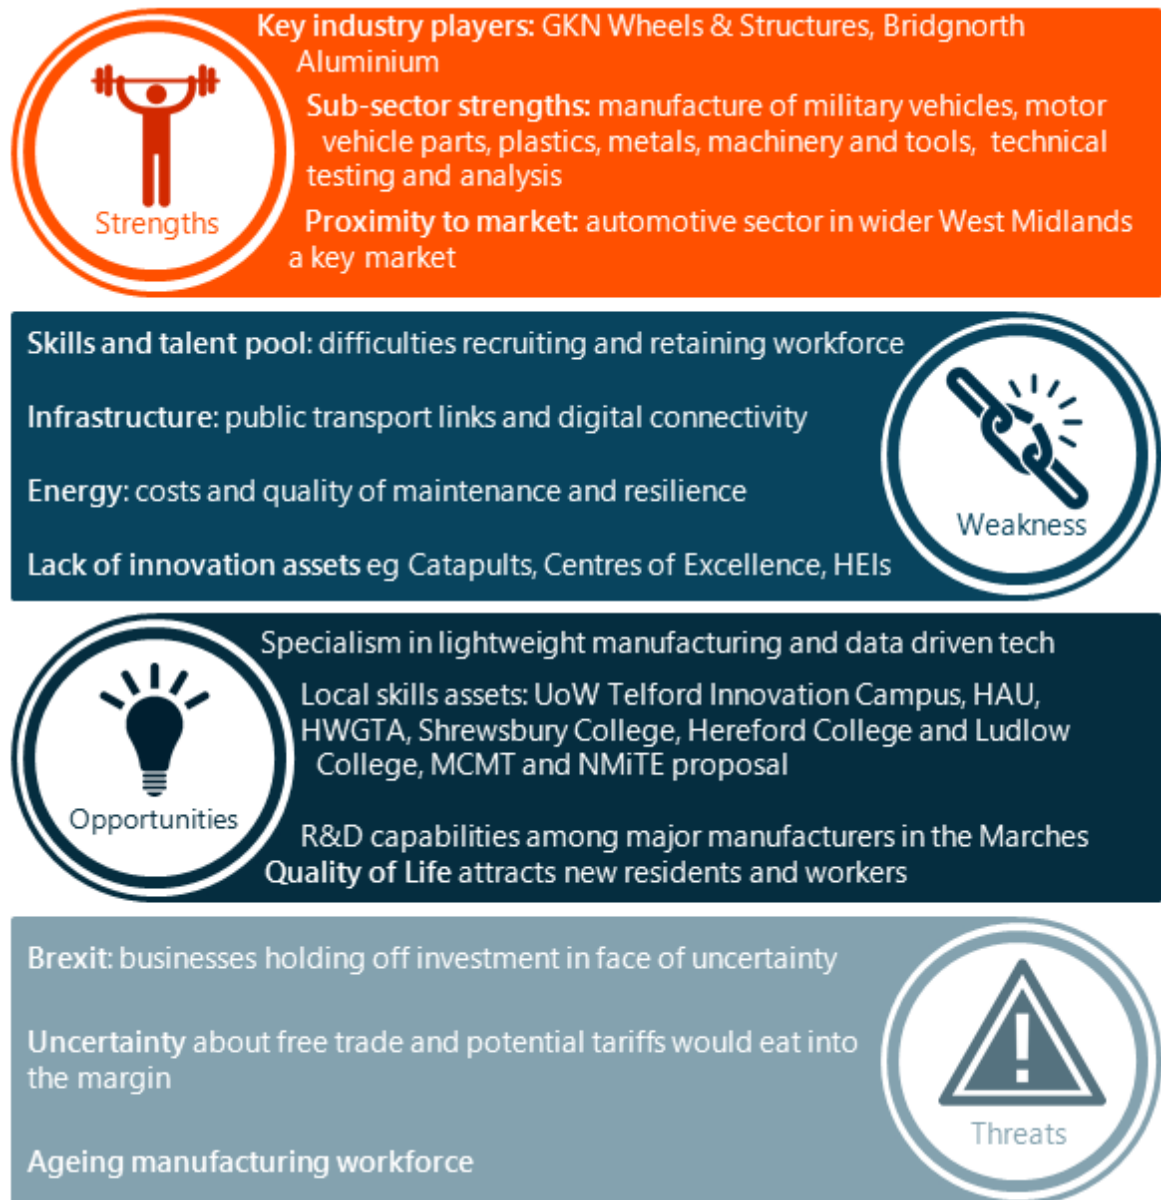 Key industry players: GKN Wheels & Structures, Bridgnorth
Aluminium
Sub-sector strengths: manufacture of military vehicles, motor
vehicle parts, plastics, metals, machinery and tools, technical
testing and analysis
Proximity to market: automotive sector in wider West Midlands
a key market
Strengths
Skills and talent pool: difficulties recruiting and retaining workforce
Infrastructure: public transport links and digital connectivity
Energy: costs and quality of maintenance and resilience
Lack of innovation assets eg Catapults, Centres of Excellence, HEIs
Weakness
Specialism in lightweight manufacturing and data driven tech
Local skills assets: UoW Telford Innovation Campus, HAU,
HWGTA, Shrewsbury College, Hereford College and Ludlow
College, MCMT and NMiTE proposal
R&D capabilities among major manufacturers in the Marches
Quality of Life attracts new residents and workers
Opportunities
Brexit: businesses holding off investment in face of uncertainty
Uncertainty about free trade and potential tariffs would eat into
the margin
Ageing manufacturing workforce
Threats